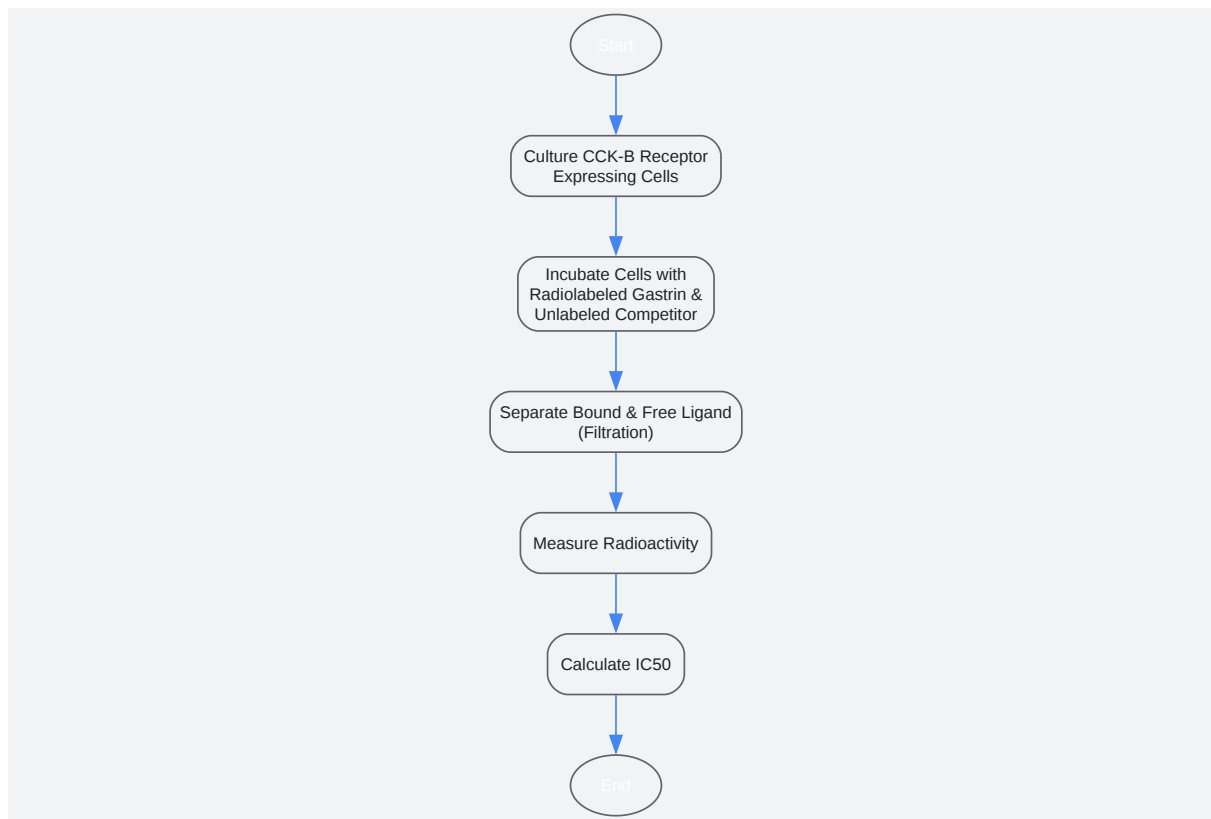 Start
Culture CCK-B Receptor
Expressing Cells
Incubate Cells with
Radiolabeled Gastrin &
Unlabeled Competitor
Separate Bound & Free Ligand
(Filtration)
Measure Radioactivity
Calculate IC50
End